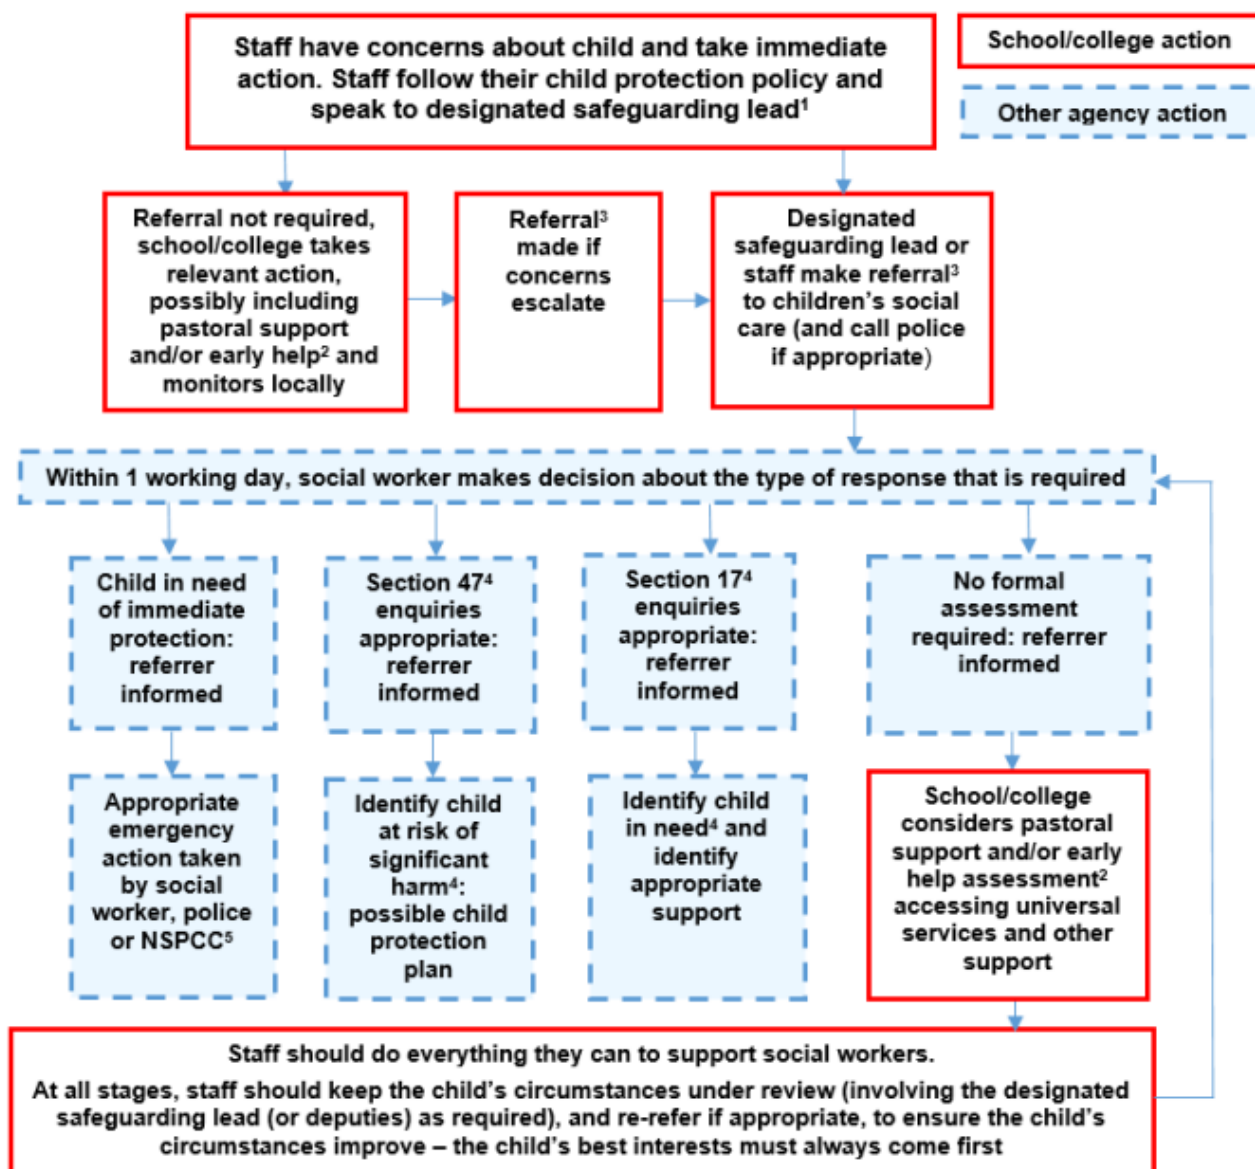 Staff have concerns about child and take immediate
action. Staff follow their child protection policy and
speak to designated safeguarding lead¹
School/college action
Other agency action
Referral not required,
school/college takes
relevant action,
possibly including
pastoral support
and/or early help² and
monitors locally
Referral³
made if
concerns
escalate
Designated
safeguarding lead or
staff make referral³
to children’s social
care (and call police
if appropriate)
Within 1 working day, social worker makes decision about the type of response that is required
Child in need
of immediate
protection:
referrer
informed
Section 47⁴
enquiries
appropriate:
referrer
informed
Section 17⁴
enquiries
appropriate:
referrer
informed
No formal
assessment
required: referrer
informed
Appropriate
emergency
action taken
by social
worker, police
or NSPCC⁵
Identify child
at risk of
significant
harm⁴:
possible child
protection
plan
Identify child
in need⁴ and
identify
appropriate
support
School/college
considers pastoral
support and/or early
help assessment²
accessing universal
services and other
support
Staff should do everything they can to support social workers.
At all stages, staff should keep the child’s circumstances under review (involving the designated
safeguarding lead (or deputies) as required), and re-refer if appropriate, to ensure the child’s
circumstances improve – the child’s best interests must always come first